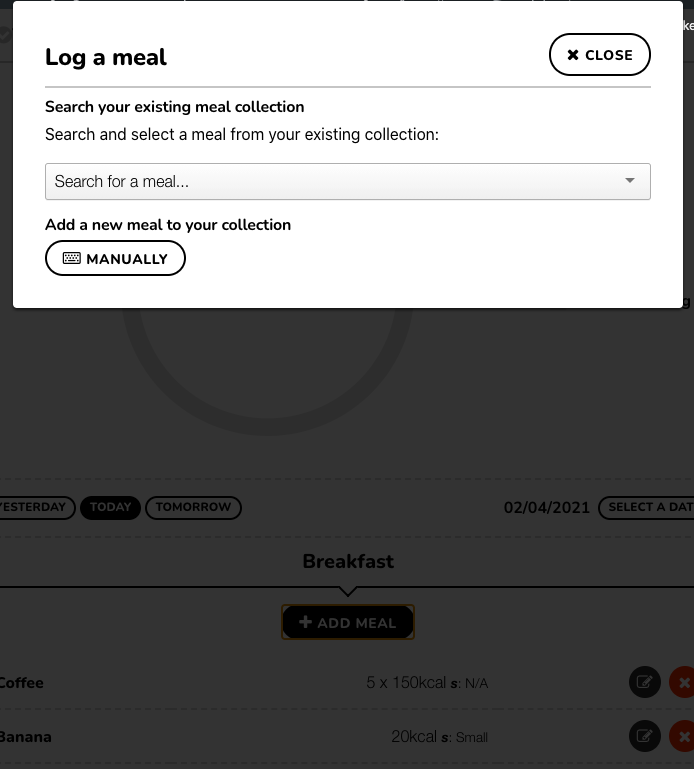 Log a meal
CLOSE
Search your existing meal collection
Search and select a meal from your existing collection:
Search for a meal...
Add a new meal to your collection
MANUALLY
YESTERDAY TODAY TOMORROW 02/04/2021 SELECT A DAT
Breakfast
ADD MEAL
Coffee 5 x 150kcal s: N/A
Banana 20kcal s: Small